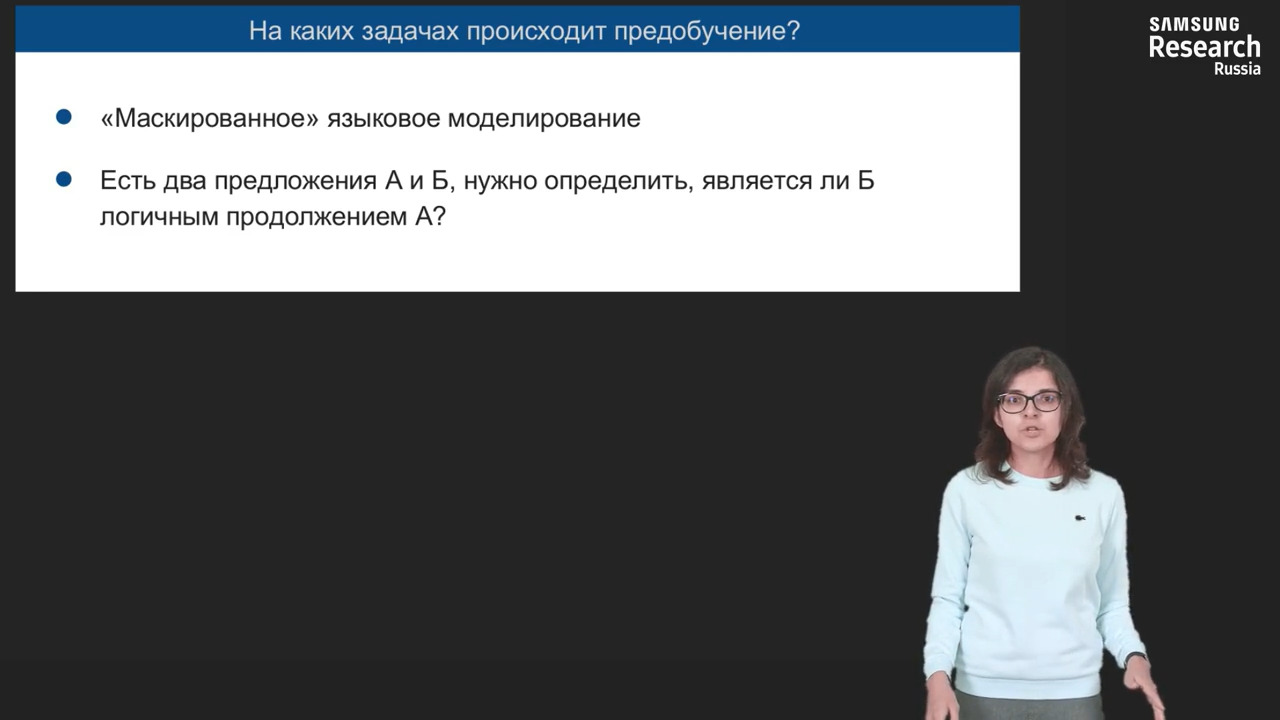 На каких задачах происходит предобучение?
«Маскированное» языковое моделирование
Есть два предложения А и Б, нужно определить, является ли Б
логичным продолжением А?
SAMSUNG
Research
Russia